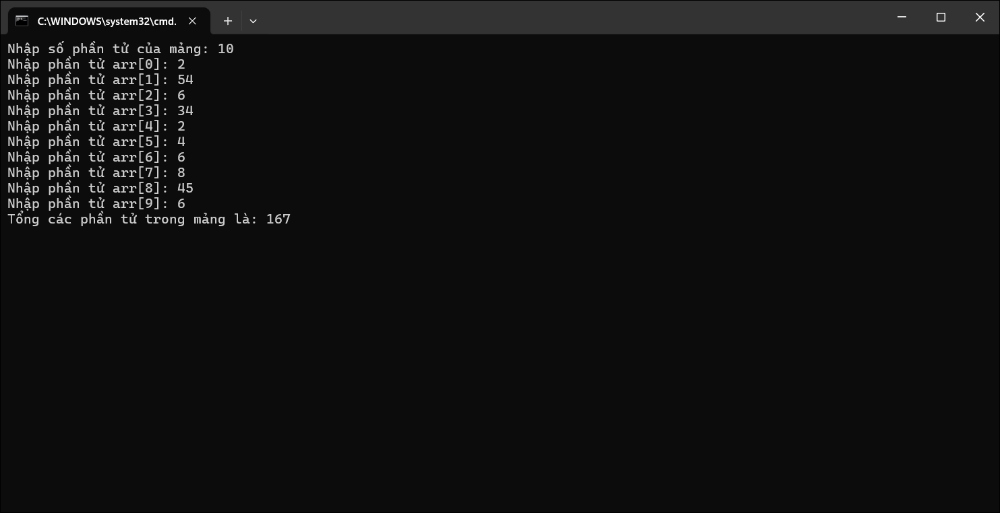 C:\WINDOWS\system32\cmd.
Nhập số phần tử của mảng: 10
Nhập phần tử arr[0]: 2
Nhập phần tử arr[1]: 54
Nhập phần tử arr[2]: 6
Nhập phần tử arr[3]: 34
Nhập phần tử arr[4]: 2
Nhập phần tử arr[5]: 4
Nhập phần tử arr[6]: 6
Nhập phần tử arr[7]: 8
Nhập phần tử arr[8]: 45
Nhập phần tử arr[9]: 6
Tổng các phần tử trong mảng là: 167